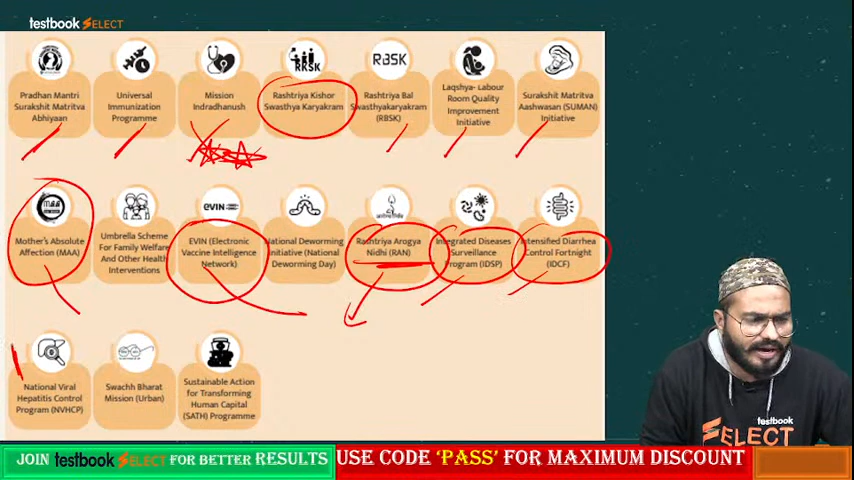 testbook SELECT
Pradhan Mantri
Surakshit Matritva
Abhiyaan
Universal
Immunization
Programme
Mission
Indradhanush
RKSK
Rashtriya Kishor
Swasthya Karyakram
RBSK
Rashtriya Bal
Swasthyakaryakram
(RBSK)
Laqshya- Labour
Room Quality
Improvement
Initiative
Surakshit Matritva
Aashwasan (SUMAN)
Initiative
MAA
Mother's Absolute
Affection (MAA)
Umbrella Scheme
For Family Welfare
And Other Health
Interventions
eVIN
EVIN (Electronic
Vaccine Intelligence
Network)
National Deworming
Initiative (National
Deworming Day)
Rashtriya Arogya
Nidhi (RAN)
Integrated Diseases
Surveillance
Program (IDSP)
Intensified Diarrhea
Control Fortnight
(IDCF)
National Viral
Hepatitis Control
Program (NVHCP)
Swachh Bharat
Mission (Urban)
Sustainable Action
for Transforming
Human Capital
(SATH) Programme
testbook
SELECT
JOIN testbook SELECT FOR BETTER RESULTS
USE CODE 'PASS' FOR MAXIMUM DISCOUNT